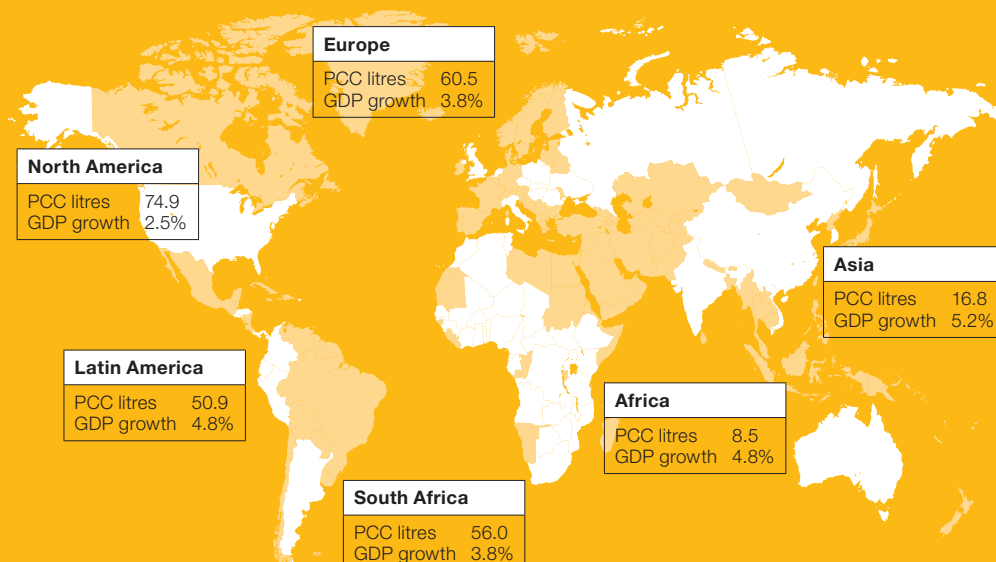 Europe
PCC litres 60.5
GDP growth 3.8%
North America
PCC litres 74.9
GDP growth 2.5%
Asia
PCC litres 16.8
GDP growth 5.2%
Latin America
PCC litres 50.9
GDP growth 4.8%
Africa
PCC litres 8.5
GDP growth 4.8%
South Africa
PCC litres 56.0
GDP growth 3.8%